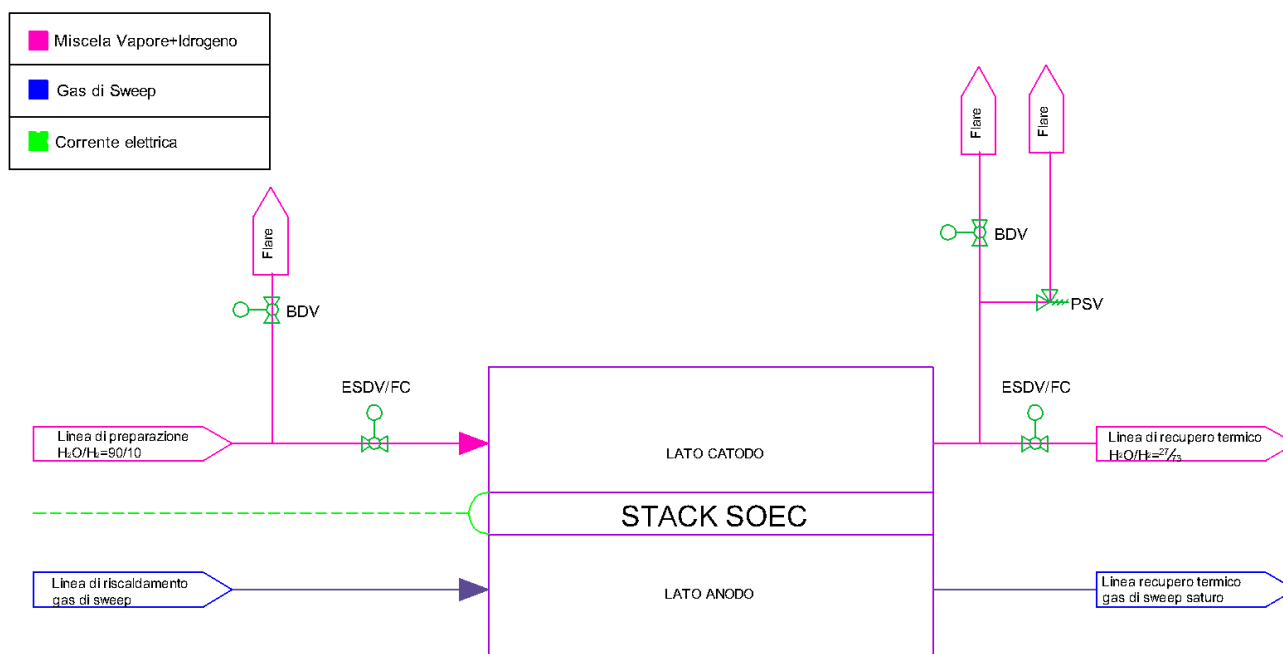 Miscela Vapore+Idrogeno
Gas di Sweep
Corrente elettrica
Flare
Flare
Flare
BDV
BDV
PSV
ESDV/FC
ESDV/FC
Linea di preparazione
H₂O/H₂=90/10
LATO CATODO
Linea di recupero termico
H₂O/H₂=27/73
STACK SOEC
Linea di riscaldamento
gas di sweep
LATO ANODO
Linea recupero termico
gas di sweep saturo